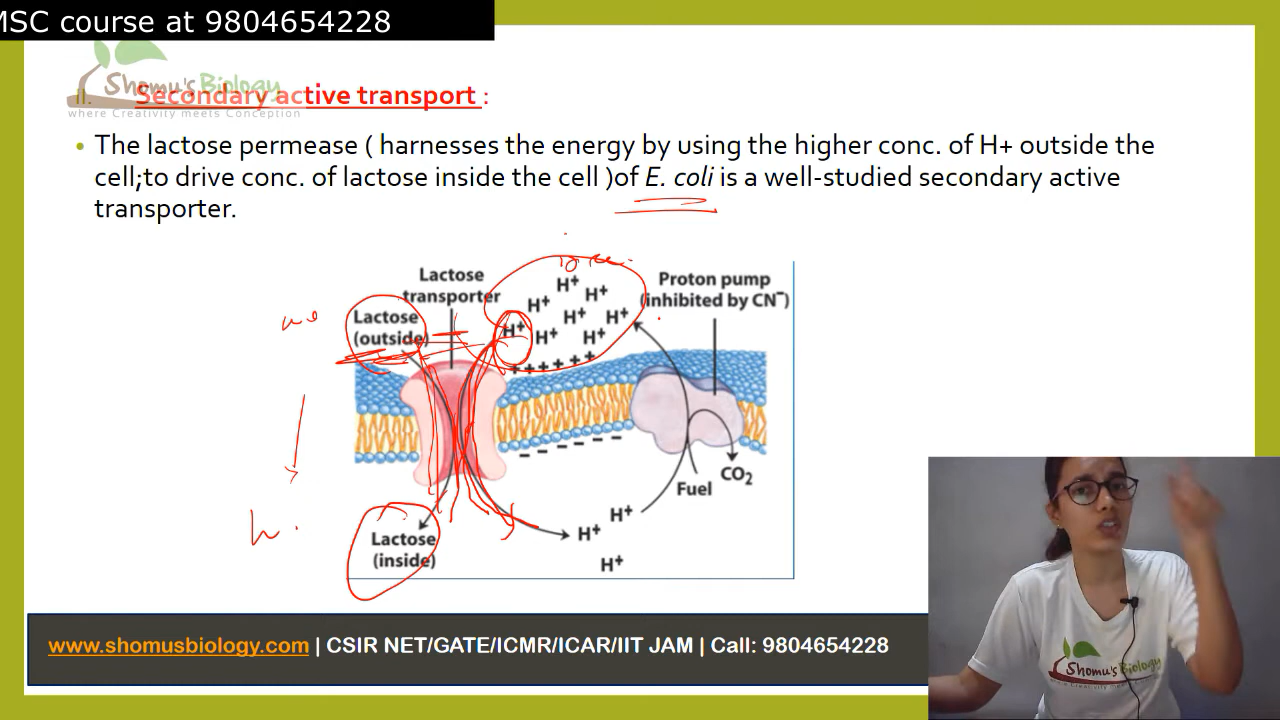 MSC course at 9804654228
Shomu's Biology
where Creativity meets Conception
II. Secondary active transport :
• The lactose permease ( harnesses the energy by using the higher conc. of H+ outside the
cell;to drive conc. of lactose inside the cell )of E. coli is a well-studied secondary active
transporter.
Lactose
transporter
Proton pump
(inhibited by CN⁻)
Lactose
(outside)
H⁺
H⁺
H⁺
H⁺
H⁺
H⁺
H⁺
H⁺
+ + + + + +
- - - - - - -
Fuel
CO₂
Lactose
(inside)
H⁺
H⁺
H⁺
www.shomusbiology.com | CSIR NET/GATE/ICMR/ICAR/IIT JAM | Call: 9804654228
Shomu's Biology